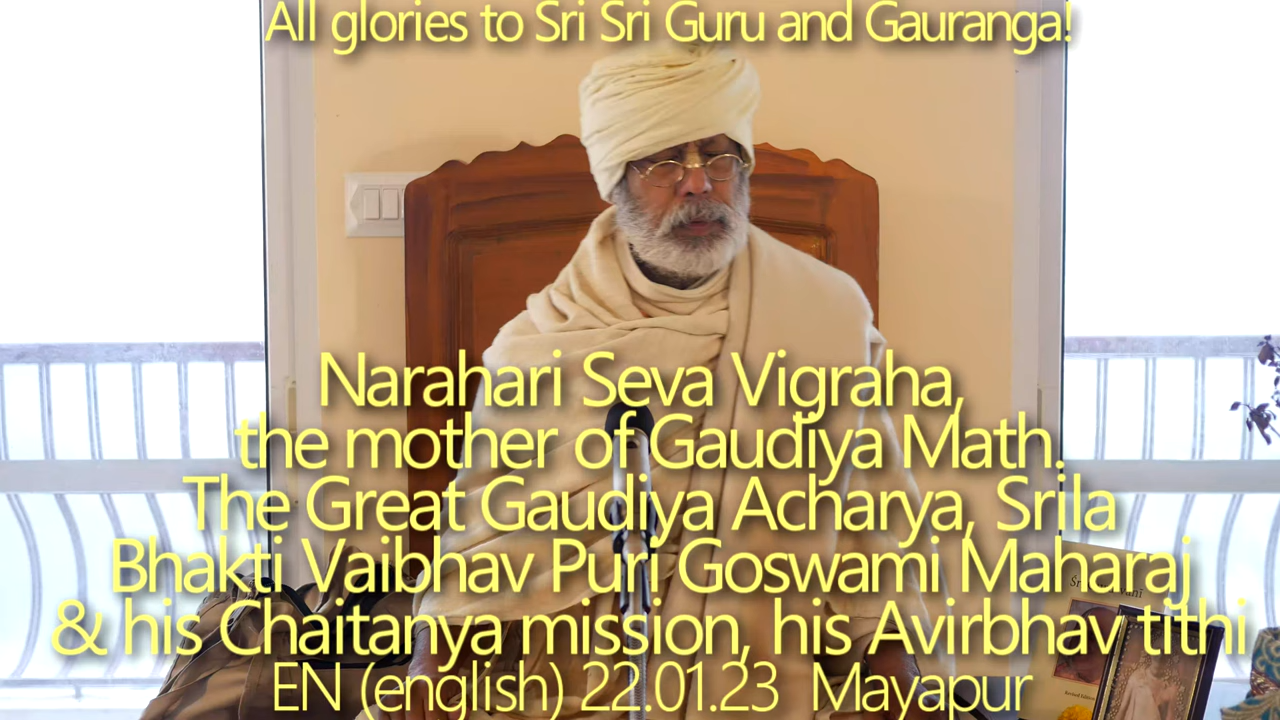 All glories to Sri Sri Guru and Gauranga!
Narahari Seva Vigraha,
the mother of Gaudiya Math.
The Great Gaudiya Acharya, Srila
Bhakti Vaibhav Puri Goswami Maharaj
& his Chaitanya mission, his Avirbhav tithi
EN (english) 22.01.23 Mayapur